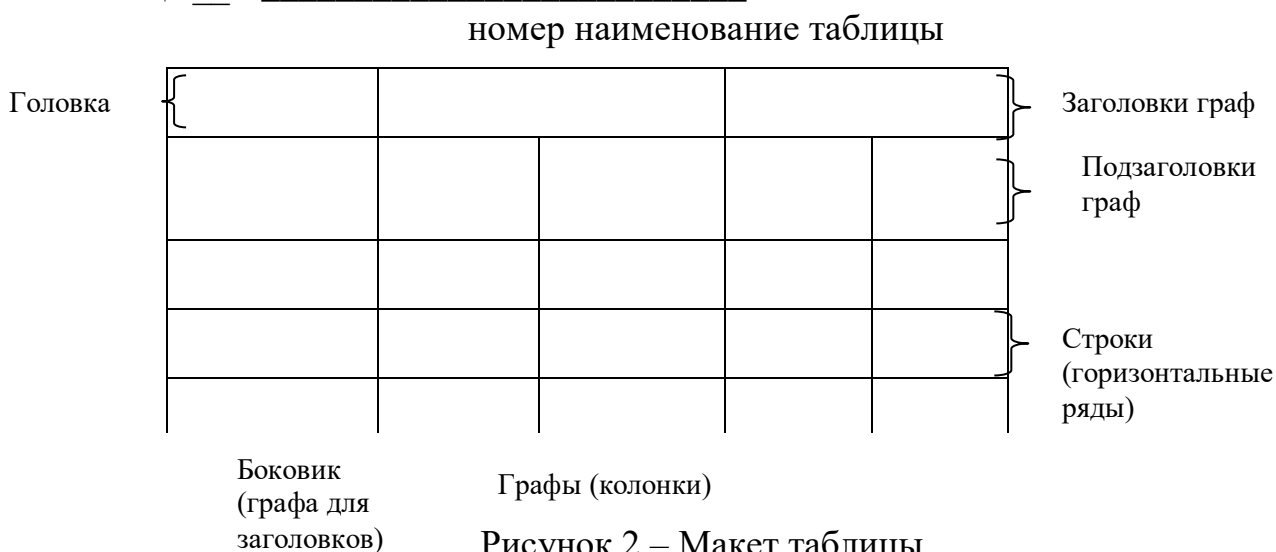 номер наименование таблицы
Головка
Заголовки граф
Подзаголовки
граф
Строки
(горизонтальные
ряды)
Боковик
(графа для
заголовков)
Графы (колонки)
Рисунок 2 – Макет таблицы